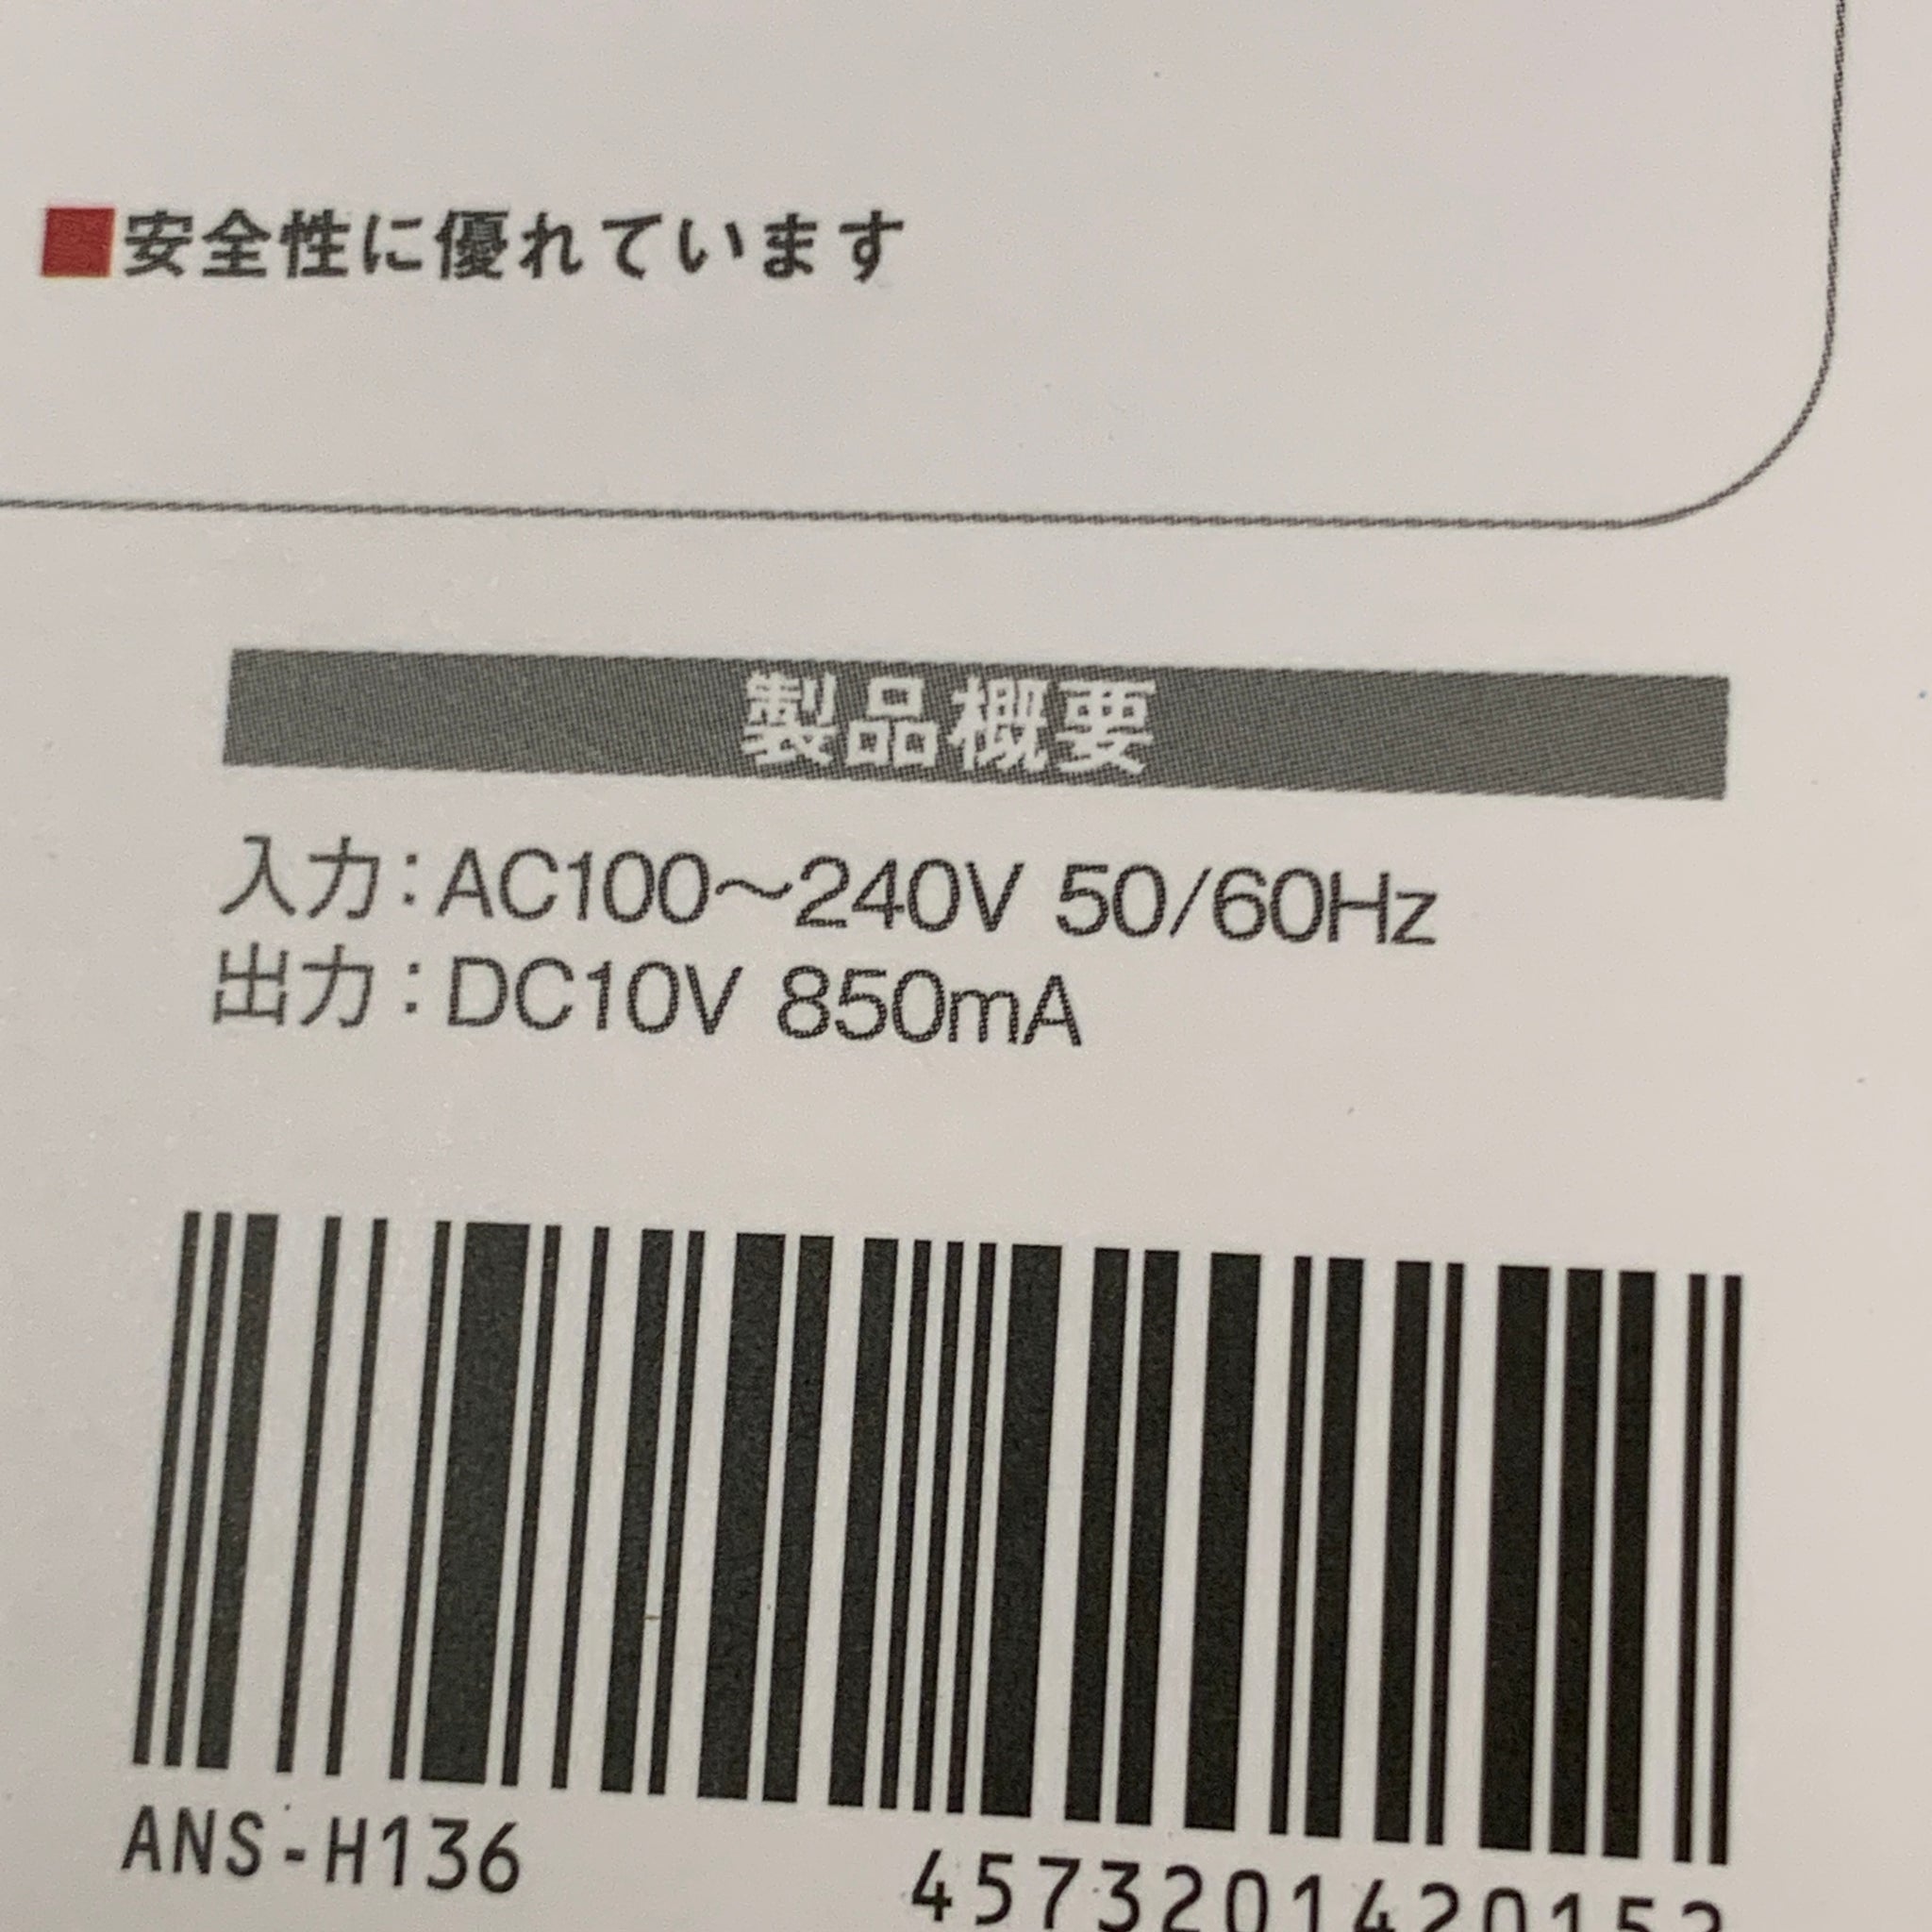 ■安全性に優れています
製品概要
入力：AC100〜240V 50/60Hz
出力：DC10V 850mA
ANS-H136
4573201420152